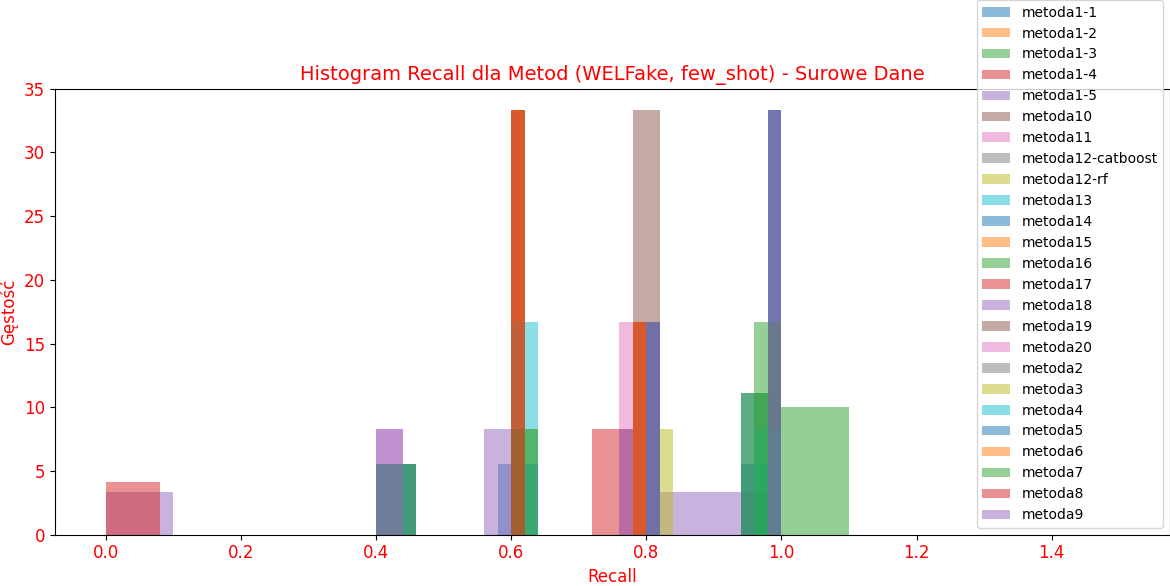 Histogram Recall dla Metod (WELFake, few_shot) - Surowe Dane
Gęstość
35
30
25
20
15
10
5
0
0.0 0.2 0.4 0.6 0.8 1.0 1.2 1.4
Recall
metoda1-1
metoda1-2
metoda1-3
metoda1-4
metoda1-5
metoda10
metoda11
metoda12-catboost
metoda12-rf
metoda13
metoda14
metoda15
metoda16
metoda17
metoda18
metoda19
metoda20
metoda2
metoda3
metoda4
metoda5
metoda6
metoda7
metoda8
metoda9